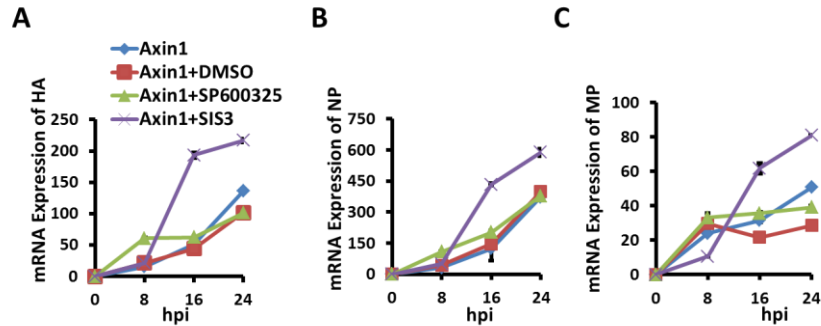 A
Axin1
Axin1+DMSO
Axin1+SP600325
Axin1+SIS3
mRNA Expression of HA
250
200
150
100
50
0
0 8 16 24
hpi
B
mRNA Expression of NP
750
600
450
300
150
0
0 8 16 24
hpi
C
mRNA Expression of MP
100
80
60
40
20
0
0 8 16 24
hpi